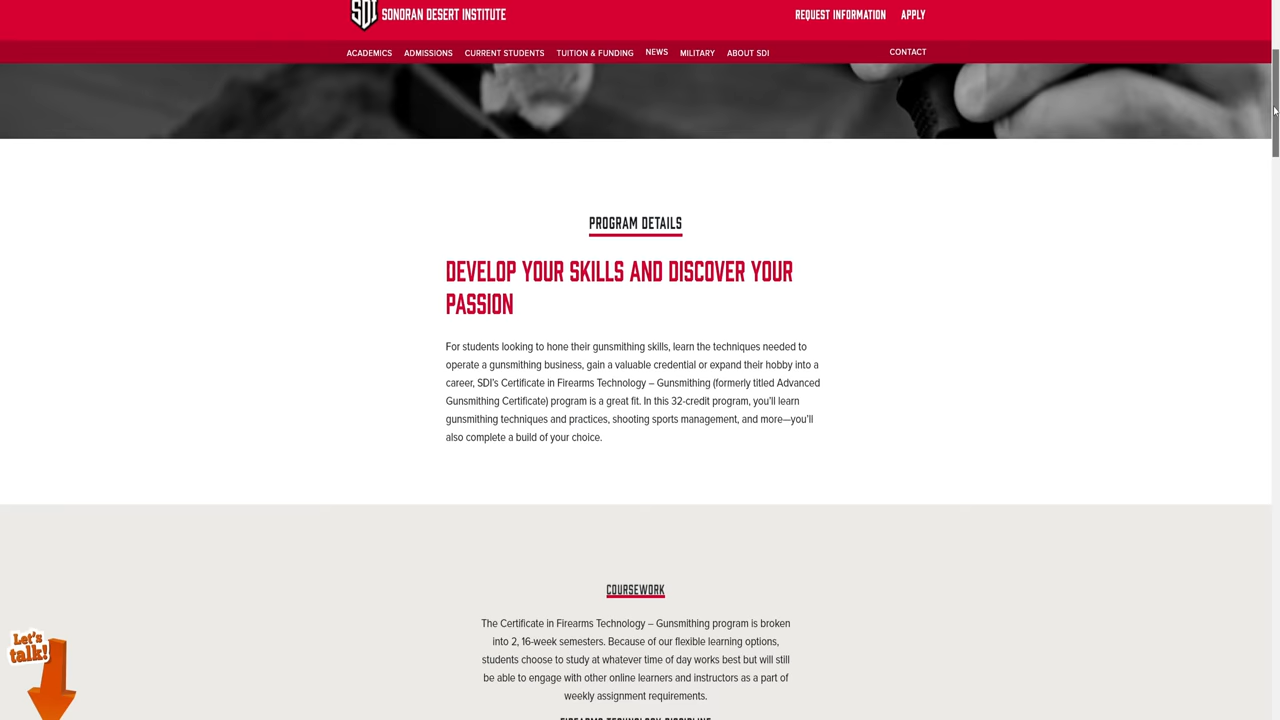 SDI SONORAN DESERT INSTITUTE
REQUEST INFORMATION APPLY
ACADEMICS ADMISSIONS CURRENT STUDENTS TUITION & FUNDING NEWS MILITARY ABOUT SDI CONTACT
PROGRAM DETAILS
DEVELOP YOUR SKILLS AND DISCOVER YOUR
PASSION
For students looking to hone their gunsmithing skills, learn the techniques needed to
operate a gunsmithing business, gain a valuable credential or expand their hobby into a
career, SDI's Certificate in Firearms Technology – Gunsmithing (formerly titled Advanced
Gunsmithing Certificate) program is a great fit. In this 32-credit program, you'll learn
gunsmithing techniques and practices, shooting sports management, and more—you'll
also complete a build of your choice.
COURSEWORK
The Certificate in Firearms Technology – Gunsmithing program is broken
into 2, 16-week semesters. Because of our flexible learning options,
students choose to study at whatever time of day works best but will still
be able to engage with other online learners and instructors as a part of
weekly assignment requirements.
FIREARMS TECHNOLOGY DISCIPLINE
Let's
talk!